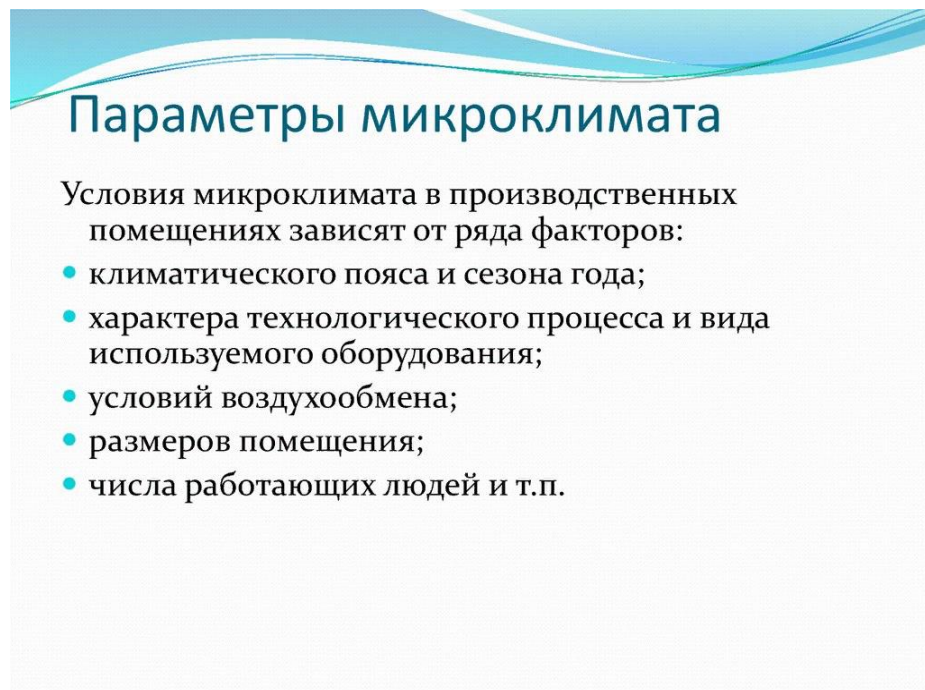 Параметры микроклимата
Условия микроклимата в производственных
помещениях зависят от ряда факторов:
• климатического пояса и сезона года;
• характера технологического процесса и вида
используемого оборудования;
• условий воздухообмена;
• размеров помещения;
• числа работающих людей и т.п.